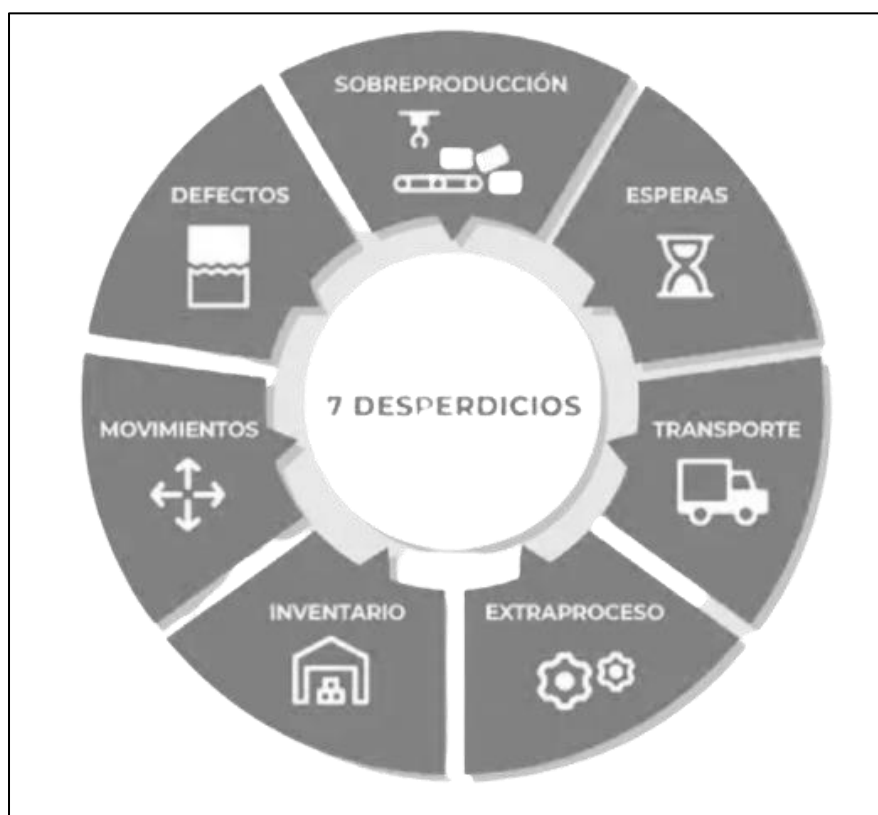 SOBREPRODUCCIÓN
ESPERAS
TRANSPORTE
EXTRAPROCESO
INVENTARIO
MOVIMIENTOS
DEFECTOS
7 DESPERDICIOS